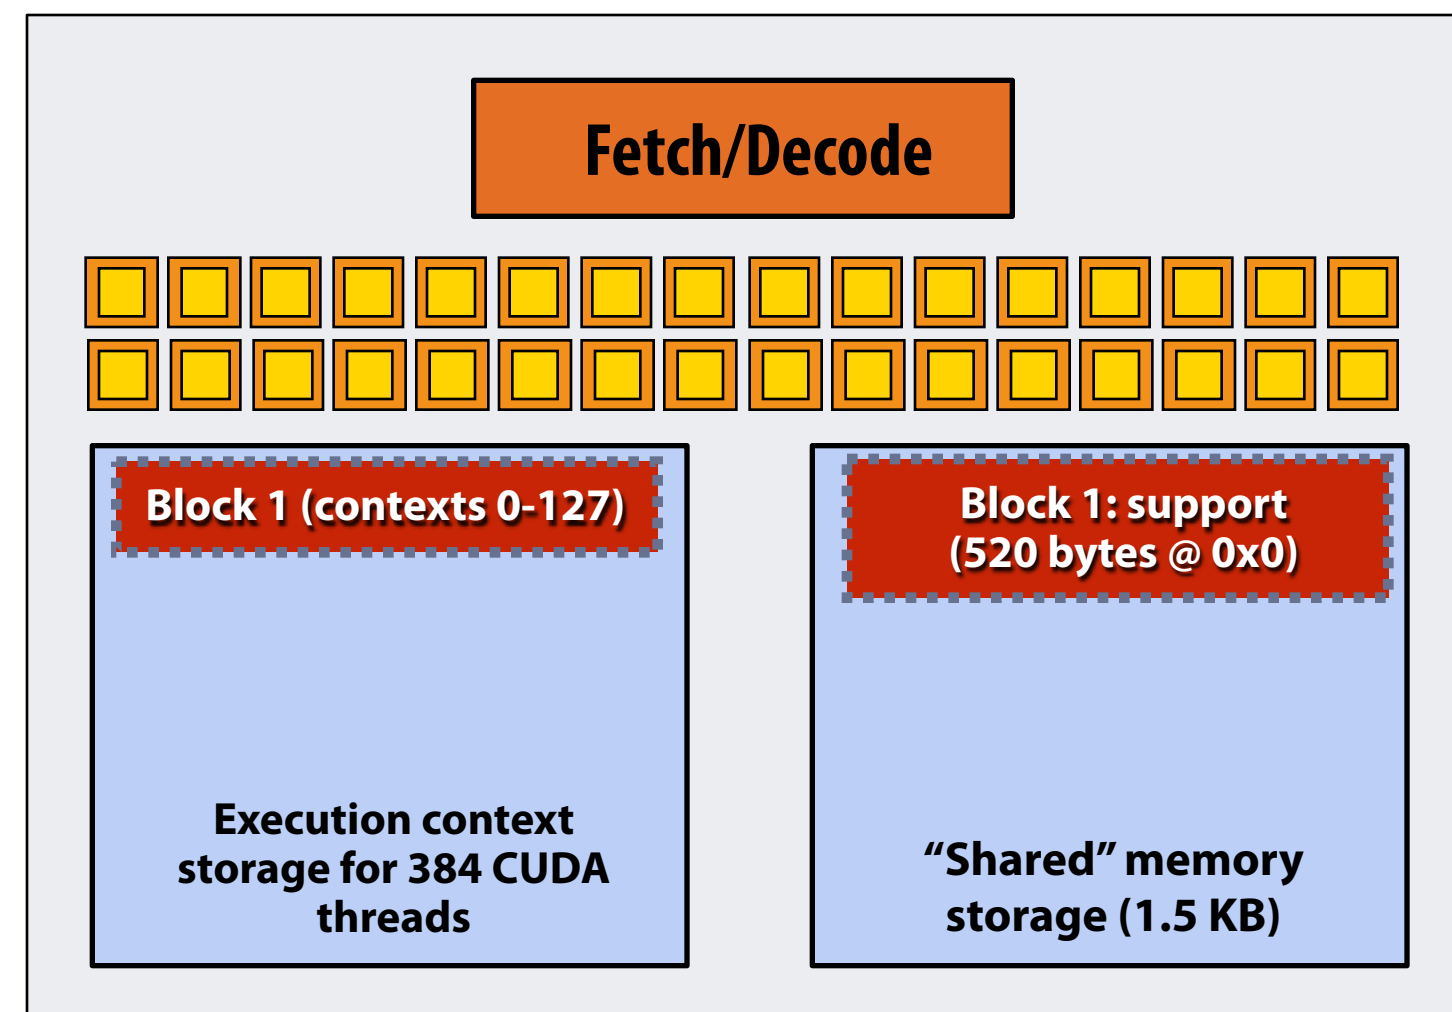 Fetch/Decode
Block 1 (contexts 0-127)
Execution context
storage for 384 CUDA
threads
Block 1: support
(520 bytes @ 0x0)
“Shared” memory
storage (1.5 KB)